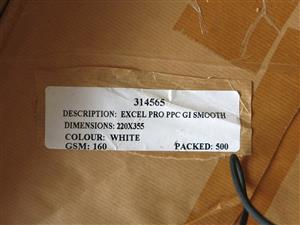 314565
DESCRIPTION: EXCEL PRO PPC GI SMOOTH
DIMENSIONS: 220X355
COLOUR: WHITE
GSM: 160 PACKED: 500